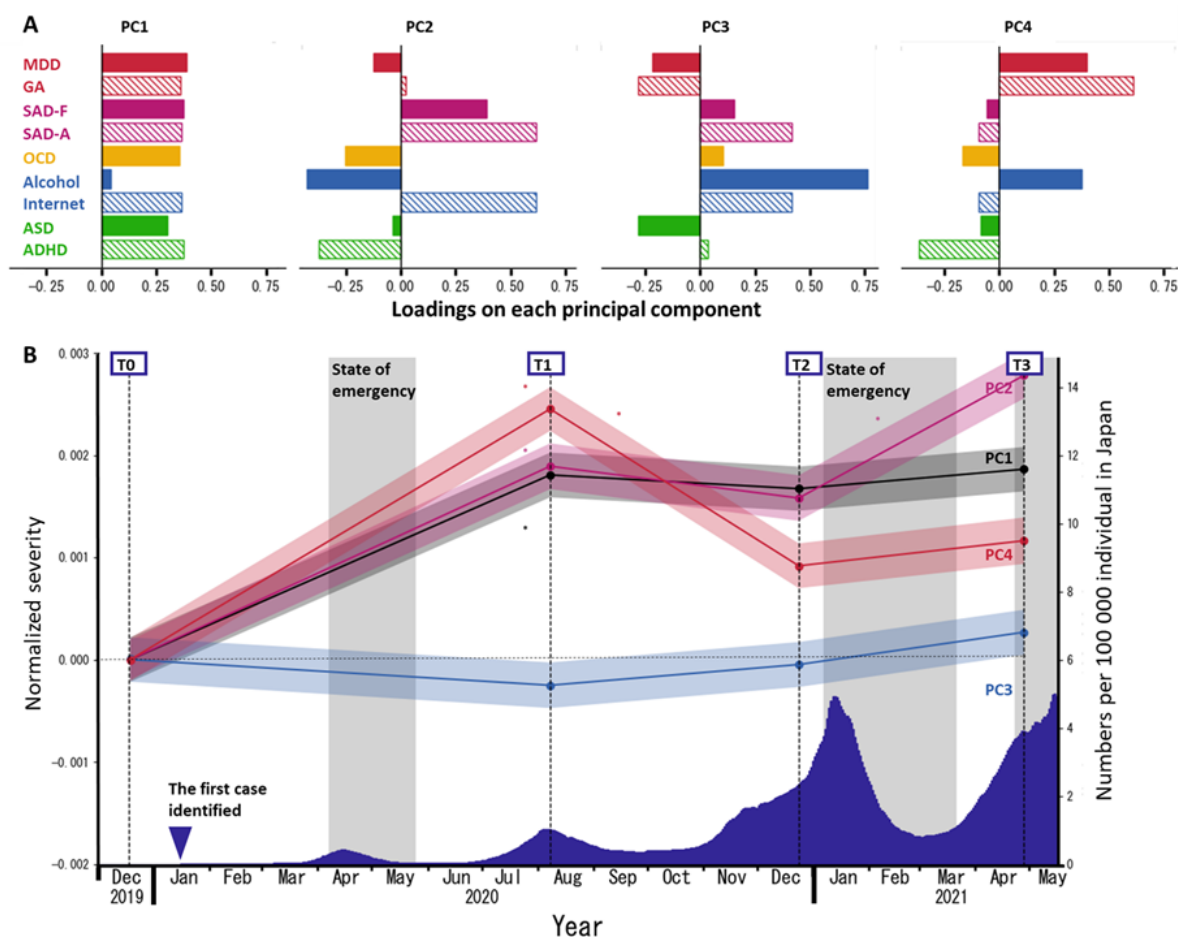 A
PC1 PC2 PC3 PC4
MDD
GA
SAD-F
SAD-A
OCD
Alcohol
Internet
ASD
ADHD
−0.25 0.00 0.25 0.50 0.75 −0.25 0.00 0.25 0.50 0.75 −0.25 0.00 0.25 0.50 0.75 −0.25 0.00 0.25 0.50 0.75
Loadings on each principal component
B
T0 T1 T2 T3
State of
emergency
State of
emergency
PC2
PC1
PC4
PC3
The first case
identified
Normalized severity
0.003
0.002
0.001
0.000
−0.001
−0.002
14
12
10
8
6
4
2
0
Numbers per 100 000 individual in Japan
Dec Jan Feb Mar Apr May Jun Jul Aug Sep Oct Nov Dec Jan Feb Mar Apr May
2019 2020 2021
Year